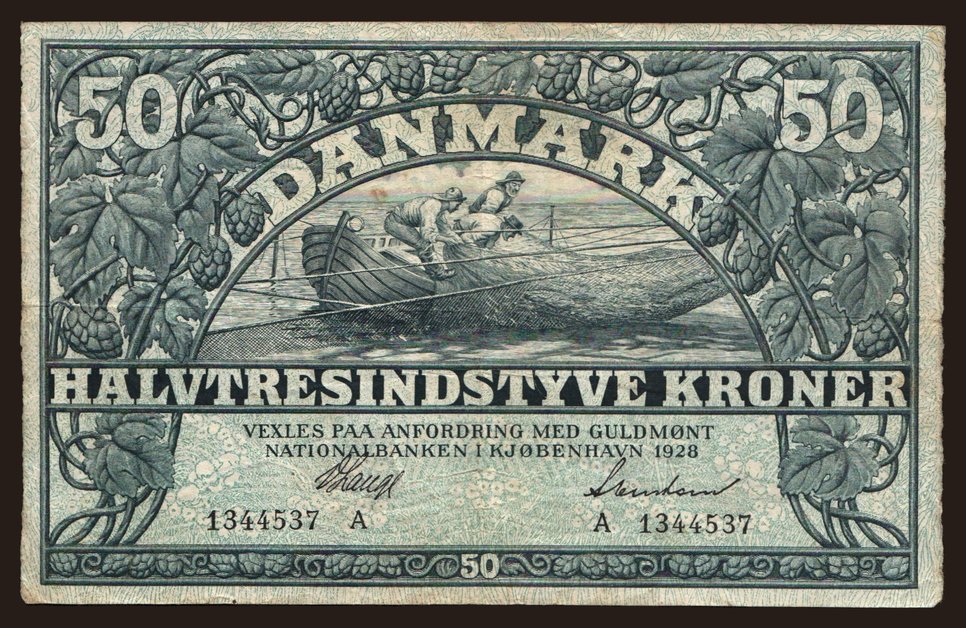 50 50
DANMARK
HALVTRESINDSTYVE KRONER
VEXLES PAA ANFORDRING MED GULDMØNT
NATIONALBANKEN I KJØBENHAVN 1928
1344537 A A 1344537
50